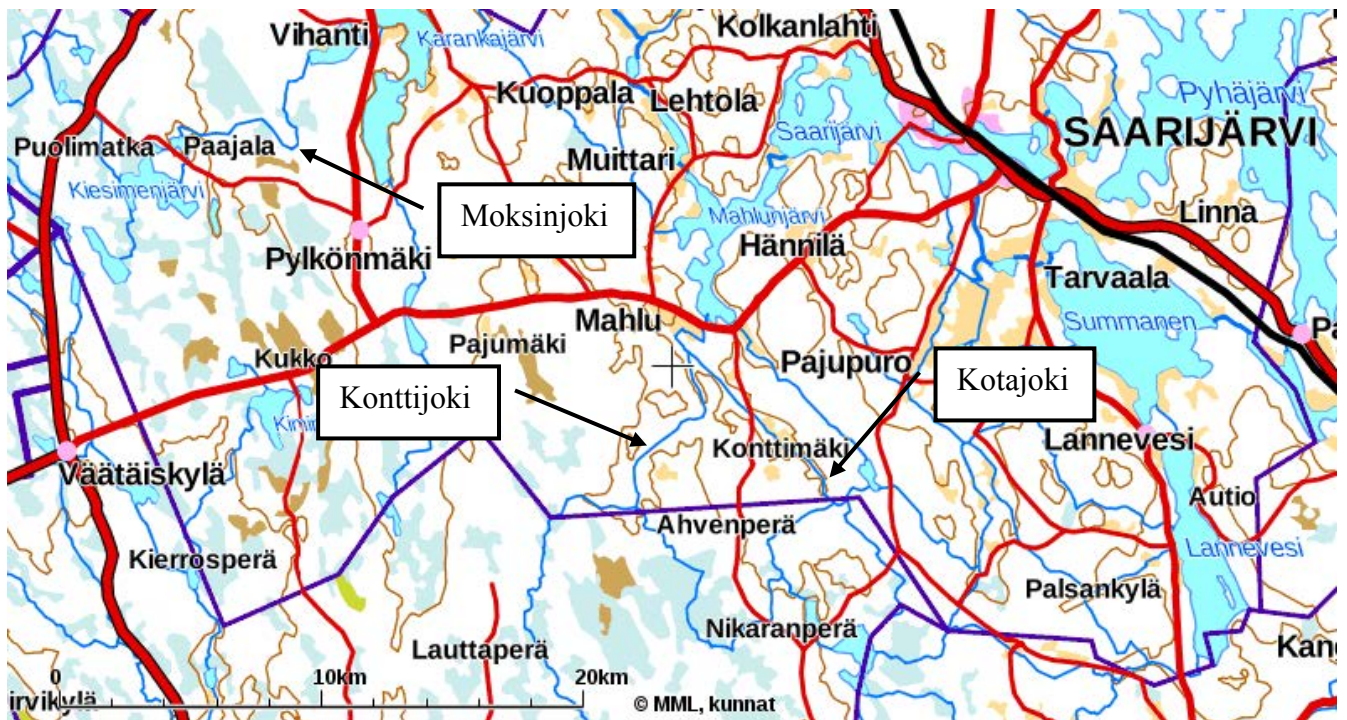 Vihanti
Karankajärvi
Kolkanlahti
Kuoppala
Lehtola
Pyhäjärvi
Saarijärvi
SAARIJÄRVI
Puolimatka
Paajala
Muittari
Kiesimenjärvi
Moksinjoki
Mahlunjärvi
Linna
Hännilä
Pylkönmäki
Tarvaala
Mahlu
Summanen
Pajumäki
Kukko
Pajupuro
Kotajoki
Konttijoki
Konttimäki
Lannevesi
Väätäiskylä
Autio
Ahvenperä
Lannevesi
Kierrosperä
Palsankylä
Nikaranperä
Lauttaperä
0
10km
20km
© MML, kunnat